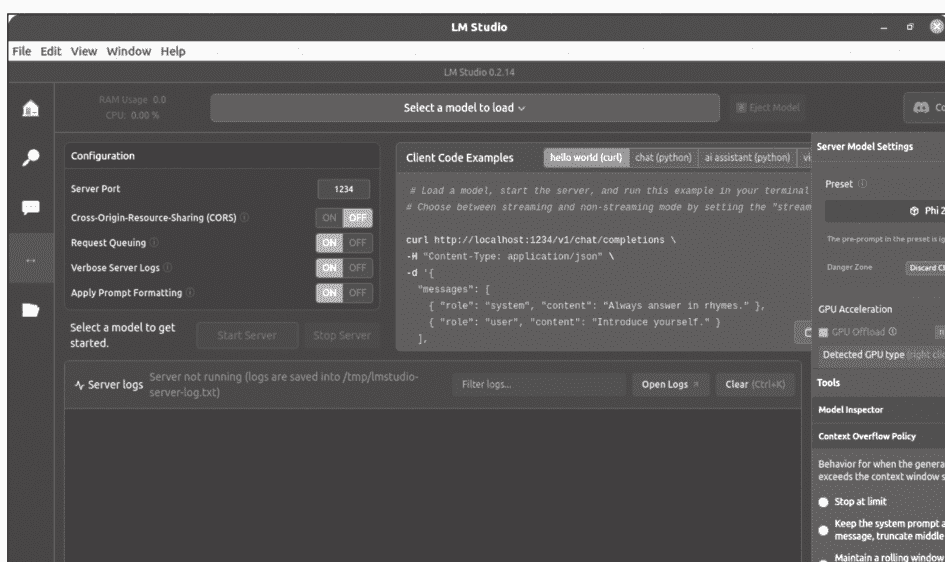 LM Studio
File Edit View Window Help
LM Studio 0.2.14
RAM Usage 0.0
CPU: 0.00 %
Select a model to load
Eject Model
Co
Configuration
Server Port 1234
Cross-Origin-Resource-Sharing (CORS) ON OFF
Request Queuing ON OFF
Verbose Server Logs ON OFF
Apply Prompt Formatting ON OFF
Select a model to get
started.
Start Server Stop Server
Client Code Examples hello world (curl) chat (python) ai assistant (python) vi
# Load a model, start the server, and run this example in your terminal
# Choose between streaming and non-streaming mode by setting the "stream
curl http://localhost:1234/v1/chat/completions \
-H "Content-Type: application/json" \
-d '{
"messages": [
{ "role": "system", "content": "Always answer in rhymes." },
{ "role": "user", "content": "Introduce yourself." }
],
Server logs
Server not running (logs are saved into /tmp/lmstudio-
server-log.txt)
Filter logs...
Open Logs
Clear (Ctrl+K)
Server Model Settings
Preset
Phi 2
The pre-prompt in the preset is ig
Danger Zone Discard Ch
GPU Acceleration
GPU Offload
Detected GPU type (right clic
Tools
Model Inspector
Context Overflow Policy
Behavior for when the genera
exceeds the context window s
Stop at limit
Keep the system prompt a
message, truncate middle
Maintain a rolling window